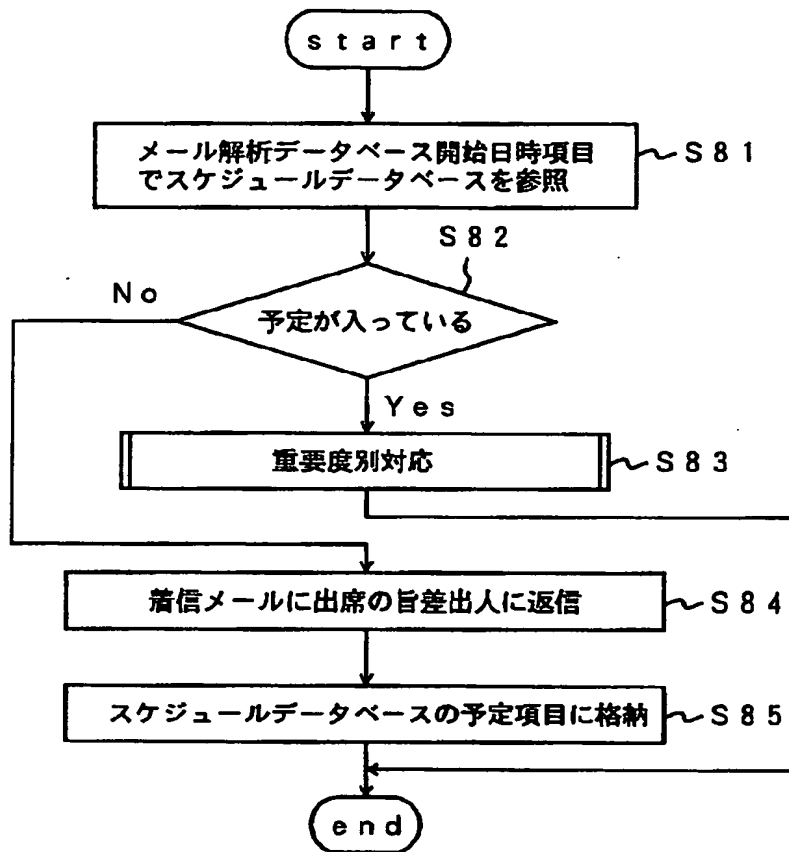 start
メール解析データベース開始日時項目
でスケジュールデータベースを参照
S81
S82
No
予定が入っている
Yes
重要度別対応
S83
着信メールに出席の旨差出人に返信
S84
スケジュールデータベースの予定項目に格納
S85
end